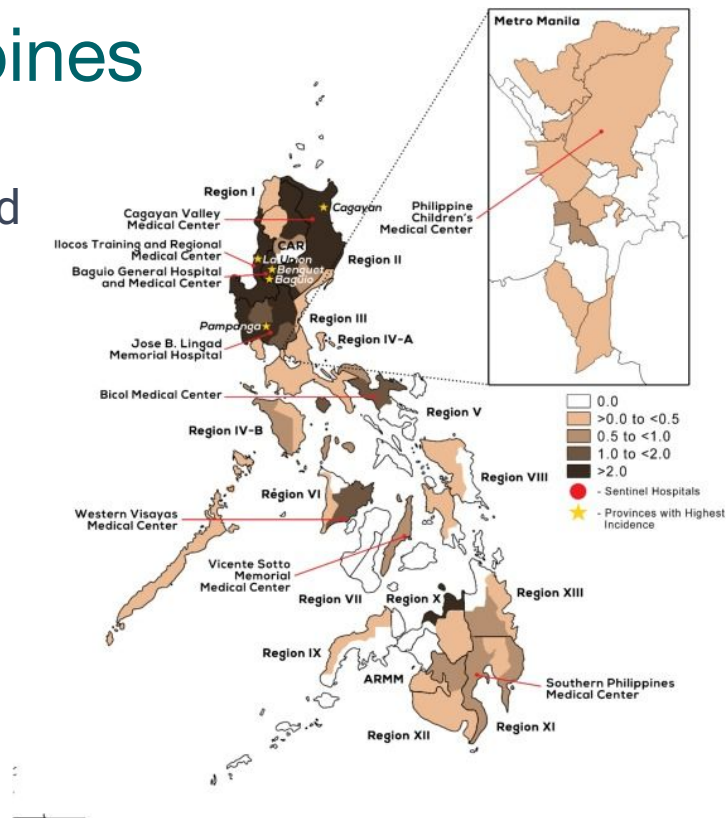 pines
d
Metro Manila
Region I
Cagayan
Cagayan Valley
Medical Center
Philippine
Children's
Medical Center
Ilocos Training and Regional
Medical Center
CAR
La Union
Region II
Baguio General Hospital
and Medical Center
Benguet
Baguio
Region III
Pampanga
Region IV-A
Jose B. Lingad
Memorial Hospital
Bicol Medical Center
0.0
>0.0 to <0.5
0.5 to <1.0
1.0 to <2.0
>2.0
Region V
Region IV-B
Region VIII
- Sentinel Hospitals
- Provinces with Highest
Incidence
Région VI
Western Visayas
Medical Center
Vicente Sotto
Memorial
Medical Center
Region VII
Region X
Region XIII
Region IX
ARMM
Southern Philippines
Medical Center
Region XII
Region XI